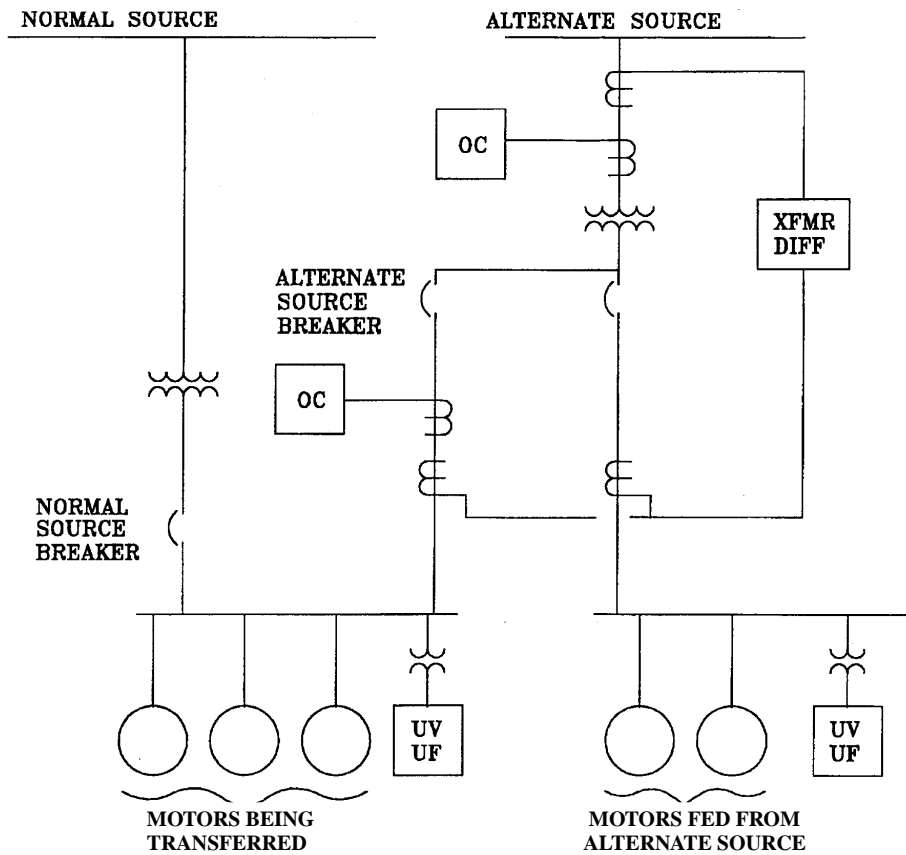 NORMAL SOURCE
ALTERNATE SOURCE
OC
XFMR
DIFF
ALTERNATE
SOURCE
BREAKER
OC
NORMAL
SOURCE
BREAKER
UV
UF
UV
UF
MOTORS BEING
TRANSFERRED
MOTORS FED FROM
ALTERNATE SOURCE